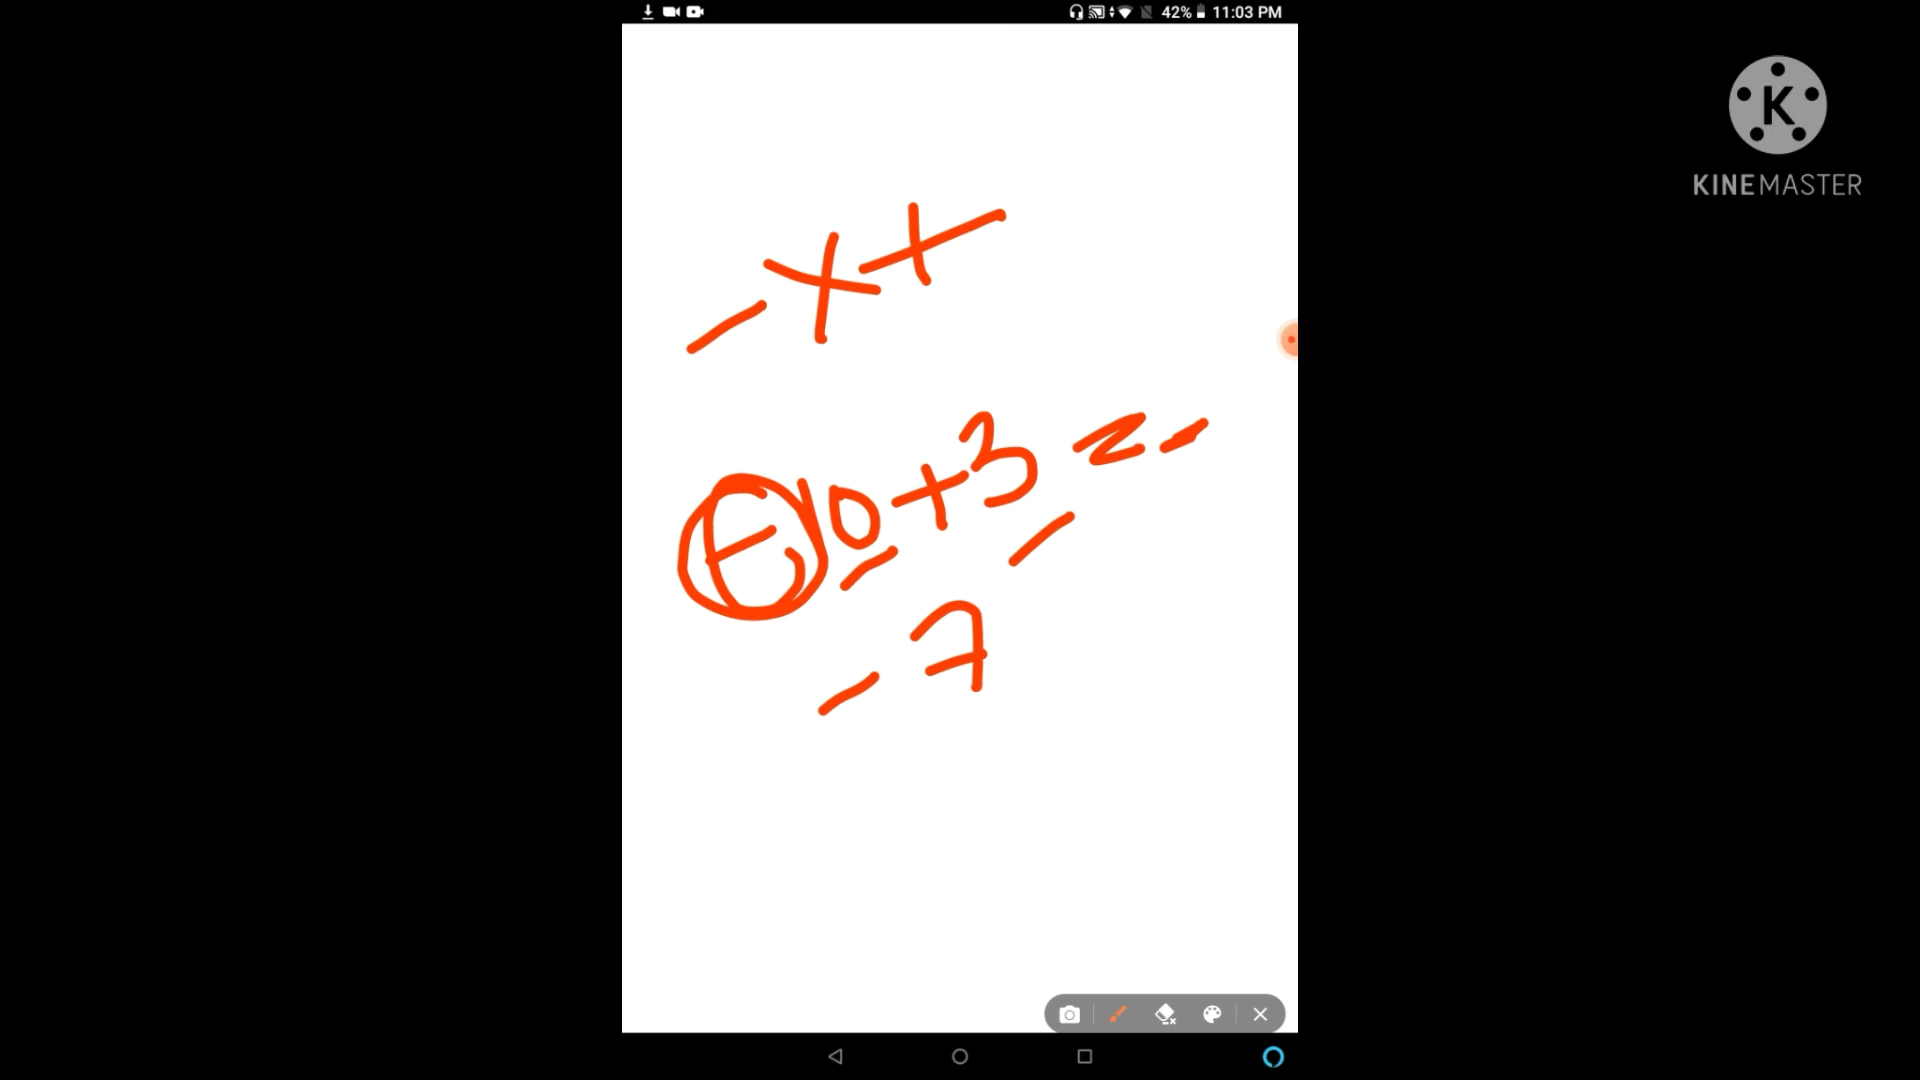 42% 11:03 PM
K
KINEMASTER
- x +
-10 + 3 = -
- 7